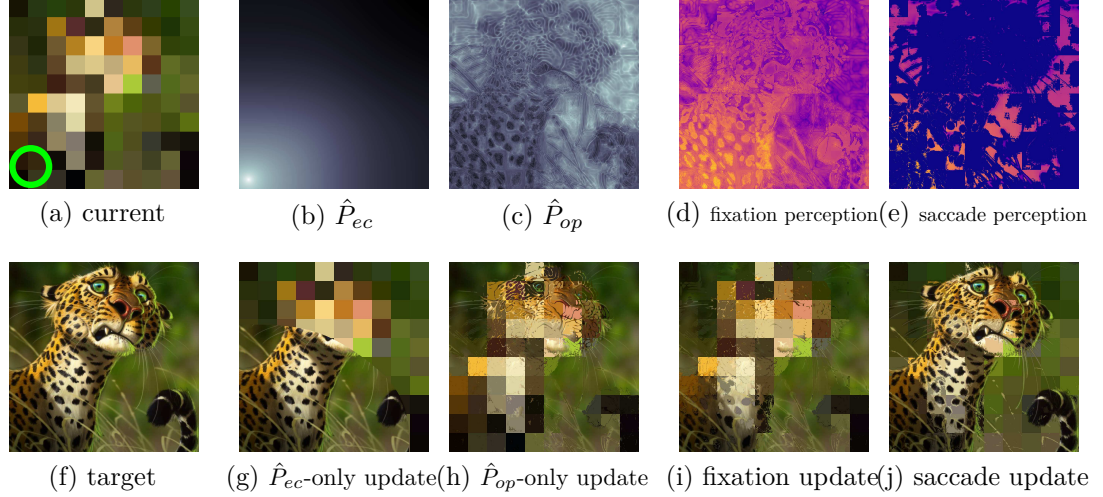 (a) current
(b) P̂ec
(c) P̂op
(d) fixation perception
(e) saccade perception
(f) target
(g) P̂ec-only update
(h) P̂op-only update
(i) fixation update
(j) saccade update